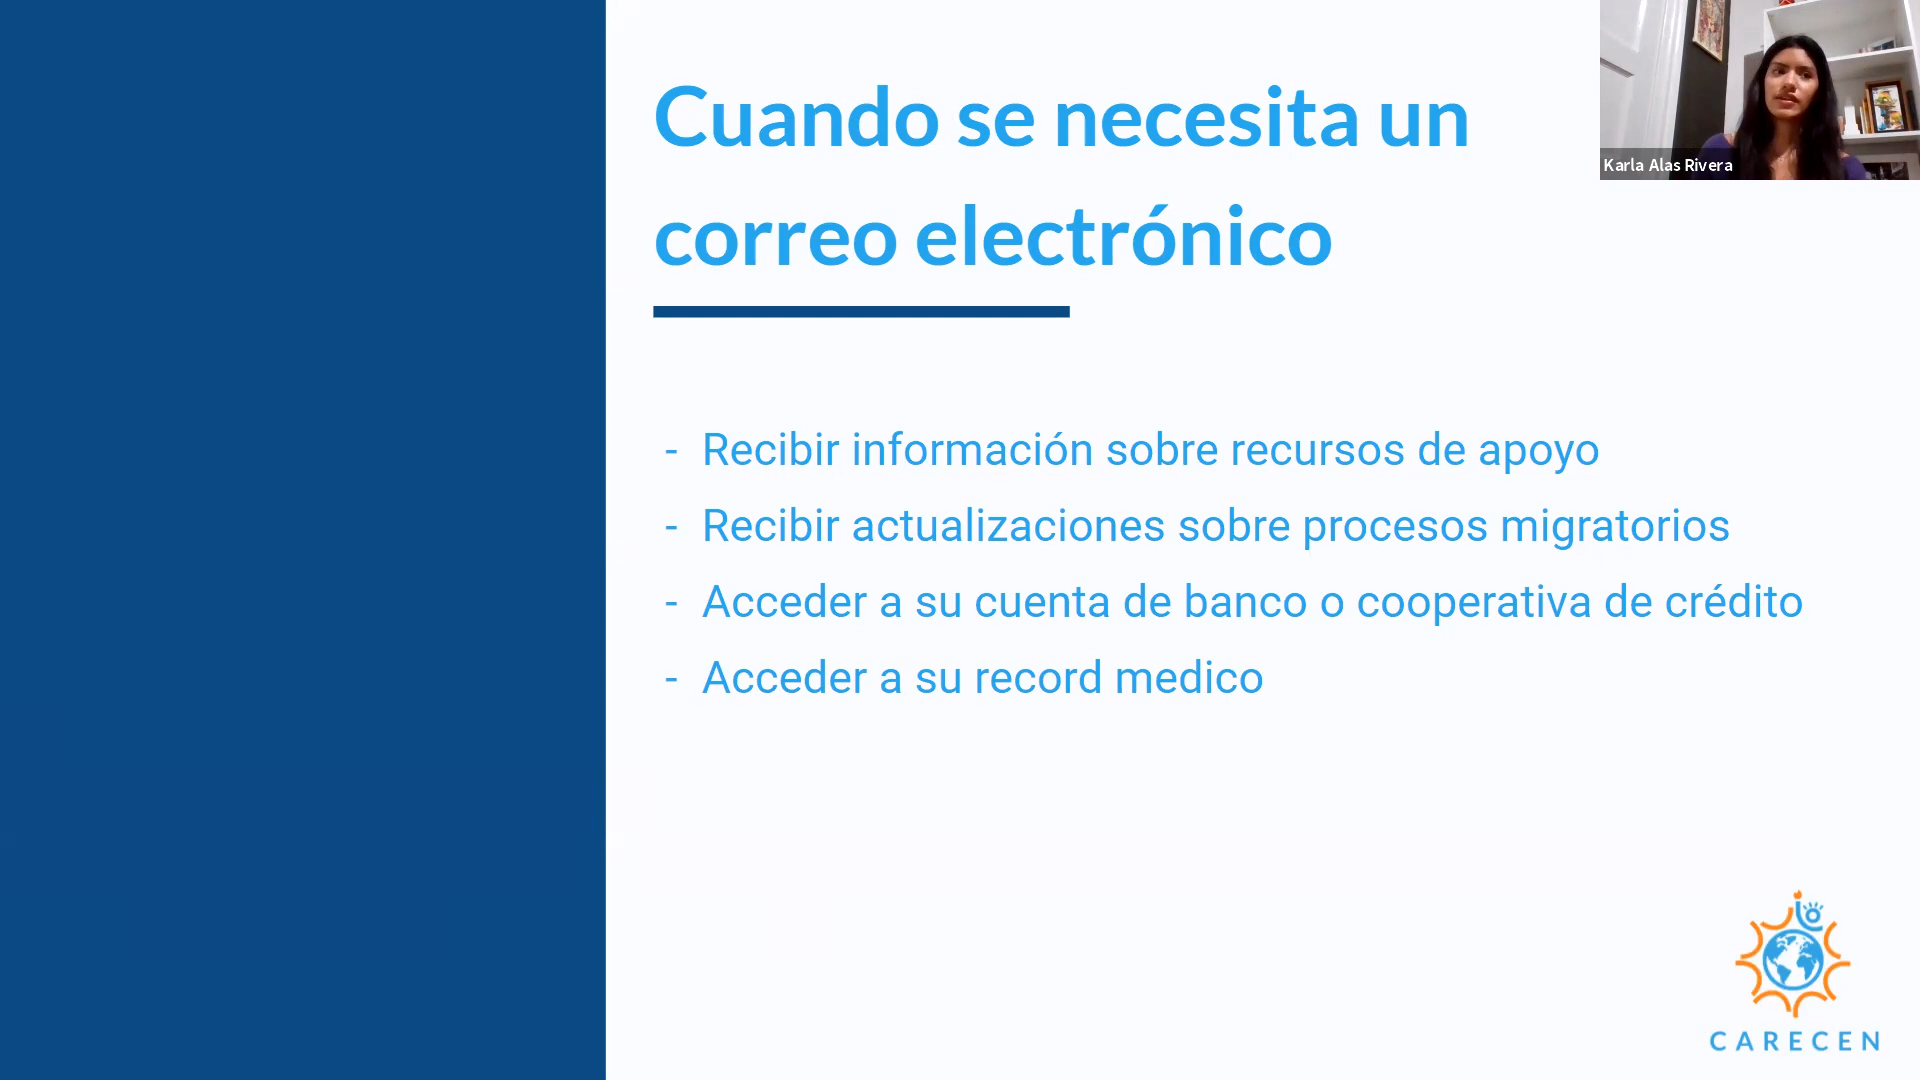 Cuando se necesita un
correo electrónico
Karla Alas Rivera
- Recibir información sobre recursos de apoyo
- Recibir actualizaciones sobre procesos migratorios
- Acceder a su cuenta de banco o cooperativa de crédito
- Acceder a su record medico
CARECEN